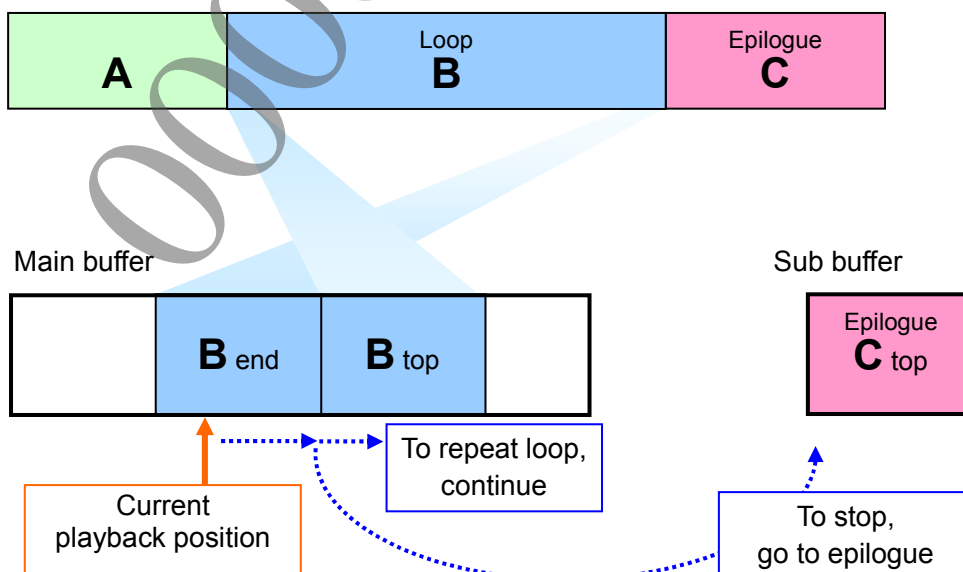 A
Loop
B
Epilogue
C
000
Main buffer
Sub buffer
B end
B top
Epilogue
C top
To repeat loop,
continue
Current
playback position
To stop,
go to epilogue